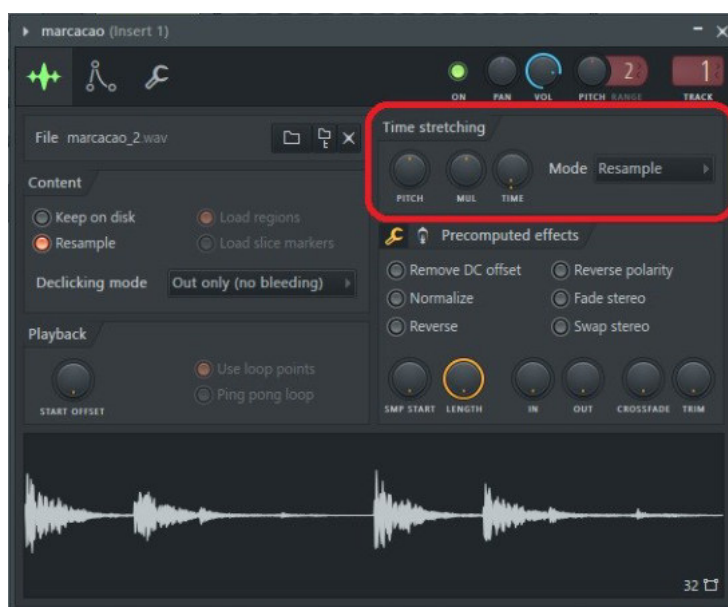 marcacao (Insert 1)
ON PAN VOL PITCH RANGE 2 1 TRACK
File marcacao_2.wav
Time stretching
PITCH MUL TIME Mode Resample
Content
Keep on disk Load regions
Resample Load slice markers
Declicking mode Out only (no bleeding)
Precomputed effects
Remove DC offset Reverse polarity
Normalize Fade stereo
Reverse Swap stereo
Playback
Use loop points
Ping pong loop
START OFFSET
SMP START LENGTH IN OUT CROSSFADE TRIM
32